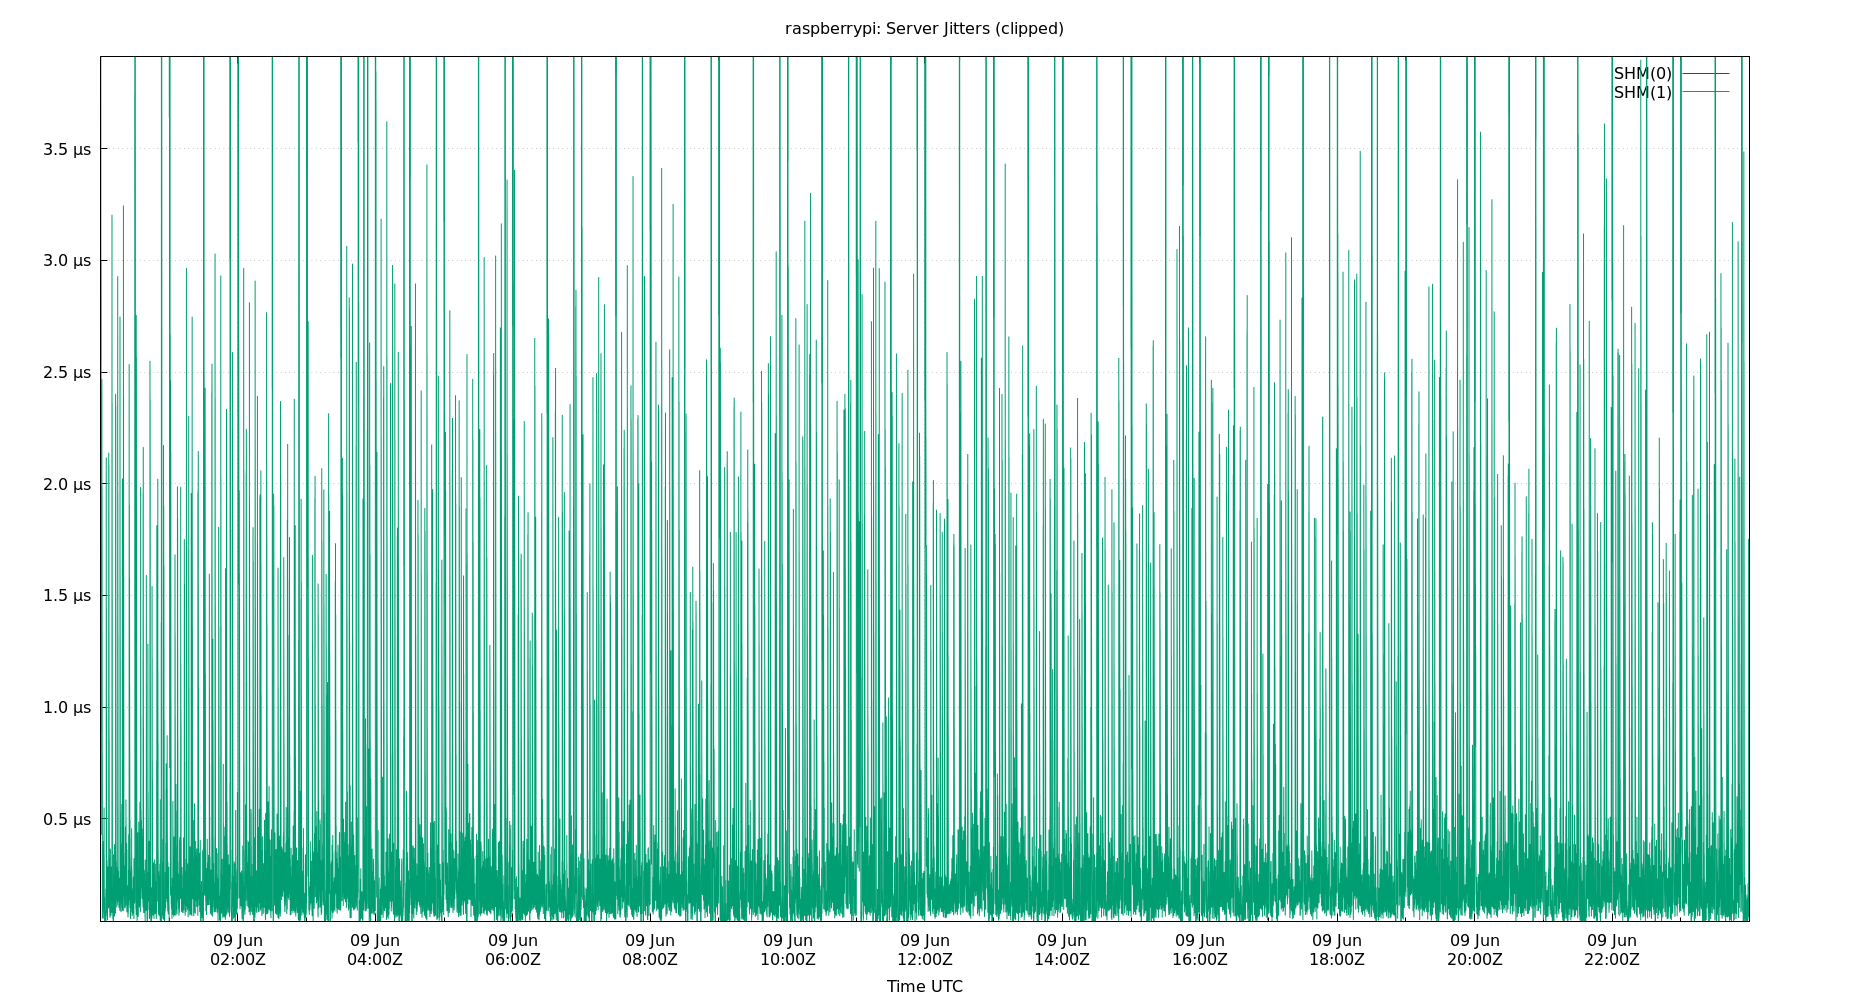 raspberrypi: Server Jitters (clipped)
SHM(0)
SHM(1)
3.5 µs
3.0 µs
2.5 µs
2.0 µs
1.5 µs
1.0 µs
0.5 µs
09 Jun 09 Jun 09 Jun 09 Jun 09 Jun 09 Jun 09 Jun 09 Jun 09 Jun 09 Jun 09 Jun
02:00Z 04:00Z 06:00Z 08:00Z 10:00Z 12:00Z 14:00Z 16:00Z 18:00Z 20:00Z 22:00Z
Time UTC